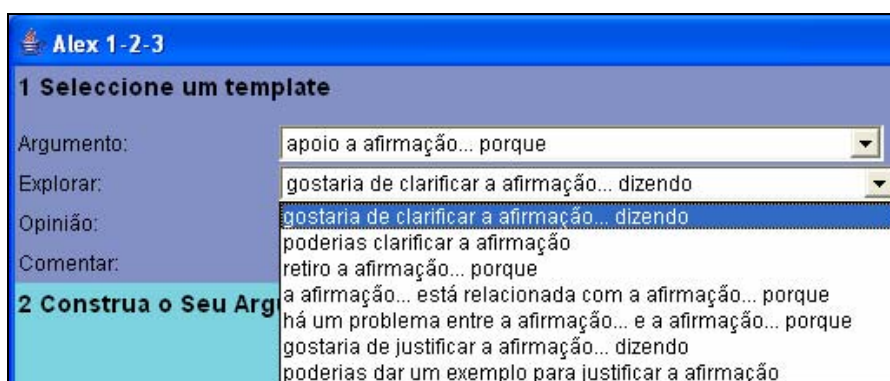 Alex 1-2-3
1 Seleccione um template
Argumento: apoio a afirmação... porque
Explorar: gostaria de clarificar a afirmação... dizendo
Opinião: gostaria de clarificar a afirmação... dizendo
poderias clarificar a afirmação
Comentar: retiro a afirmação... porque
a afirmação... está relacionada com a afirmação... porque
2 Construa o Seu Arg
há um problema entre a afirmação... e a afirmação... porque
gostaria de justificar a afirmação... dizendo
poderias dar um exemplo para justificar a afirmação